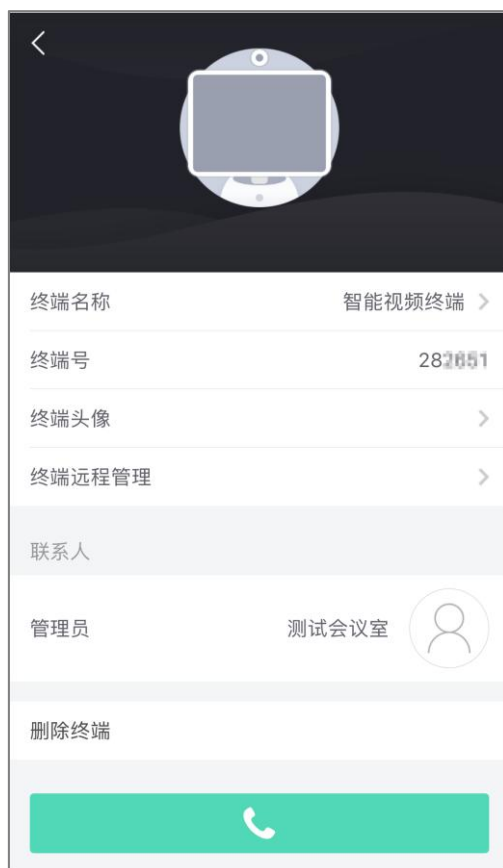 终端名称 智能视频终端
终端号
终端头像
终端远程管理
联系人
管理员 测试会议室
删除终端